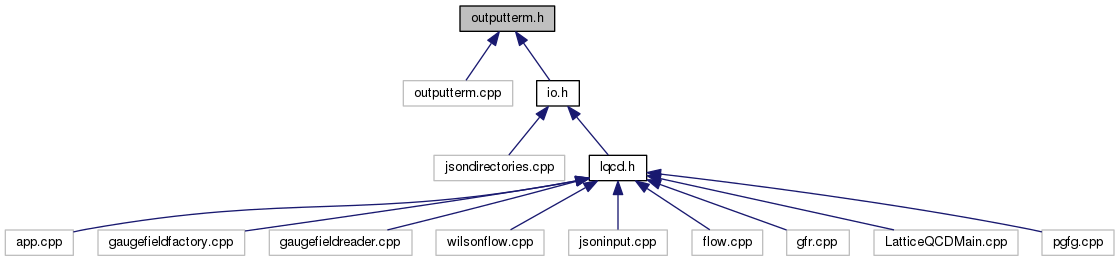 outputterm.h
outputterm.cpp
io.h
jsondirectories.cpp
lqcd.h
app.cpp
gaugefieldfactory.cpp
gaugefieldreader.cpp
wilsonflow.cpp
jsoninput.cpp
flow.cpp
gfr.cpp
LatticeQCDMain.cpp
pgfg.cpp